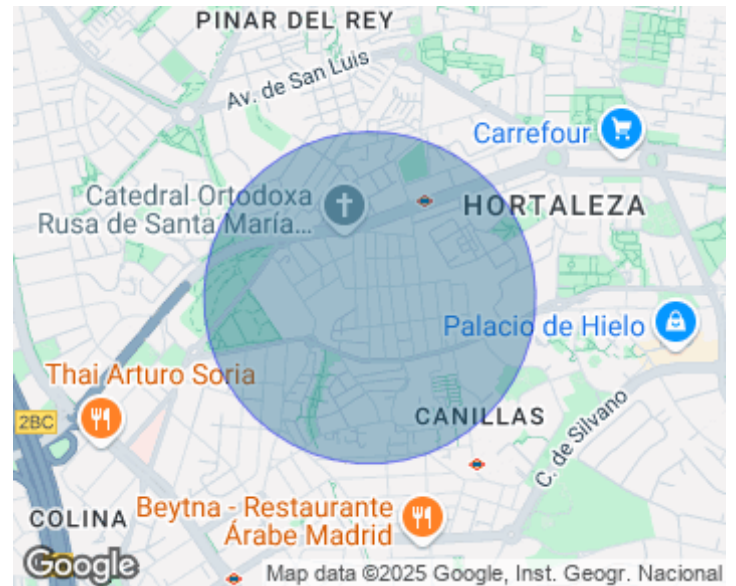 PINAR DEL REY
Av. de San Luis
Carrefour
Catedral Ortodoxa
Rusa de Santa María...
HORTALEZA
Palacio de Hielo
Thai Arturo Soria
2BC
CANILLAS
C. de Silvano
COLINA
Beytna - Restaurante
Árabe Madrid
Google
Map data ©2025 Google, Inst. Geogr. Nacional